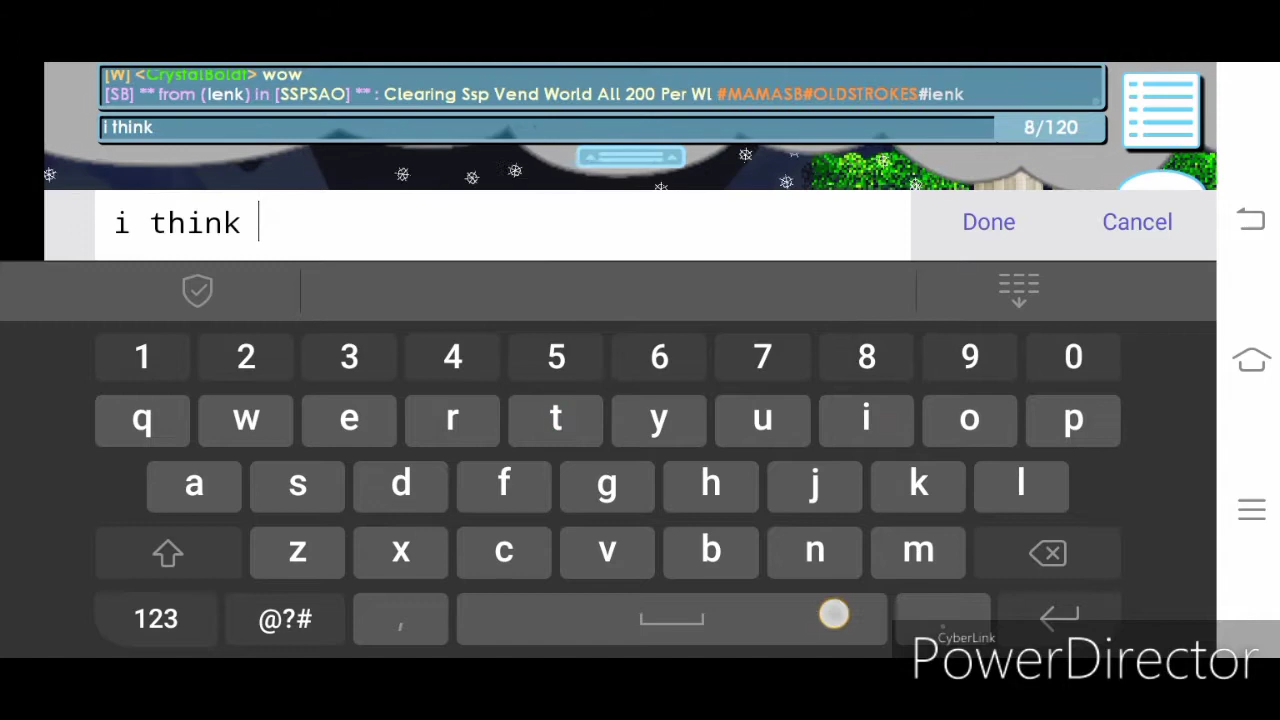 [W] <CrystalBoldt> wow
[SB] ** from (lenk) in [SSPSAO] ** : Clearing Ssp Vend World All 200 Per Wl #MAMASB#OLDSTROKES#ienk
i think 8/120
i think Done Cancel
1 2 3 4 5 6 7 8 9 0
q w e r t y u i o p
a s d f g h j k l
z x c v b n m
123 @?# , .
CyberLink
PowerDirector